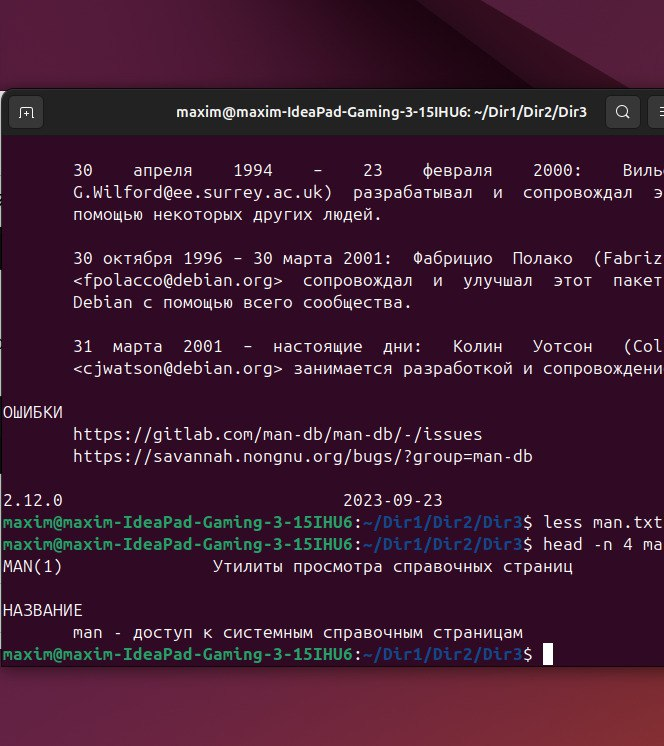 maxim@maxim-IdeaPad-Gaming-3-15IHU6: ~/Dir1/Dir2/Dir3
30 апреля 1994 – 23 февраля 2000: Виль
G.Wilford@ee.surrey.ac.uk) разрабатывал и сопровождал э
помощью некоторых других людей.
30 октября 1996 – 30 марта 2001: Фабрицио Полако (Fabriz
<fpolacco@debian.org> сопровождал и улучшал этот пакет
Debian с помощью всего сообщества.
31 марта 2001 – настоящие дни: Колин Уотсон (Col
<cjwatson@debian.org> занимается разработкой и сопровождени
ОШИБКИ
https://gitlab.com/man-db/man-db/-/issues
https://savannah.nongnu.org/bugs/?group=man-db
2.12.0 2023-09-23
maxim@maxim-IdeaPad-Gaming-3-15IHU6:~/Dir1/Dir2/Dir3$ less man.txt
maxim@maxim-IdeaPad-Gaming-3-15IHU6:~/Dir1/Dir2/Dir3$ head -n 4 ma
MAN(1) Утилиты просмотра справочных страниц
НАЗВАНИЕ
man - доступ к системным справочным страницам
maxim@maxim-IdeaPad-Gaming-3-15IHU6:~/Dir1/Dir2/Dir3$